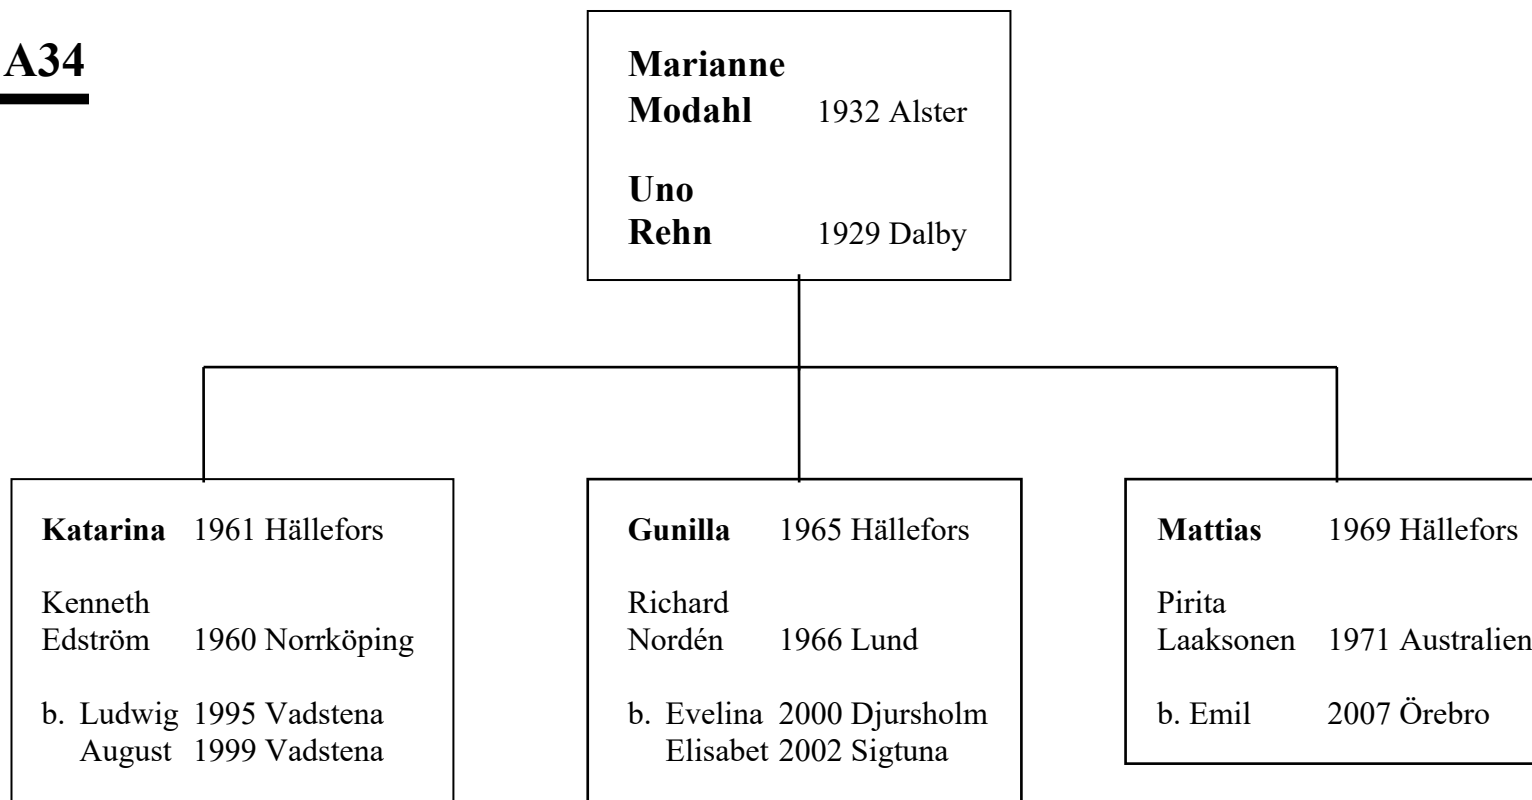 A34
Marianne
Modahl 1932 Alster
Uno
Rehn 1929 Dalby
Katarina 1961 Hällefors
Kenneth
Edström 1960 Norrköping
b. Ludwig 1995 Vadstena
August 1999 Vadstena
Gunilla 1965 Hällefors
Richard
Nordén 1966 Lund
b. Evelina 2000 Djursholm
Elisabet 2002 Sigtuna
Mattias 1969 Hällefors
Pirita
Laaksonen 1971 Australien
b. Emil 2007 Örebro